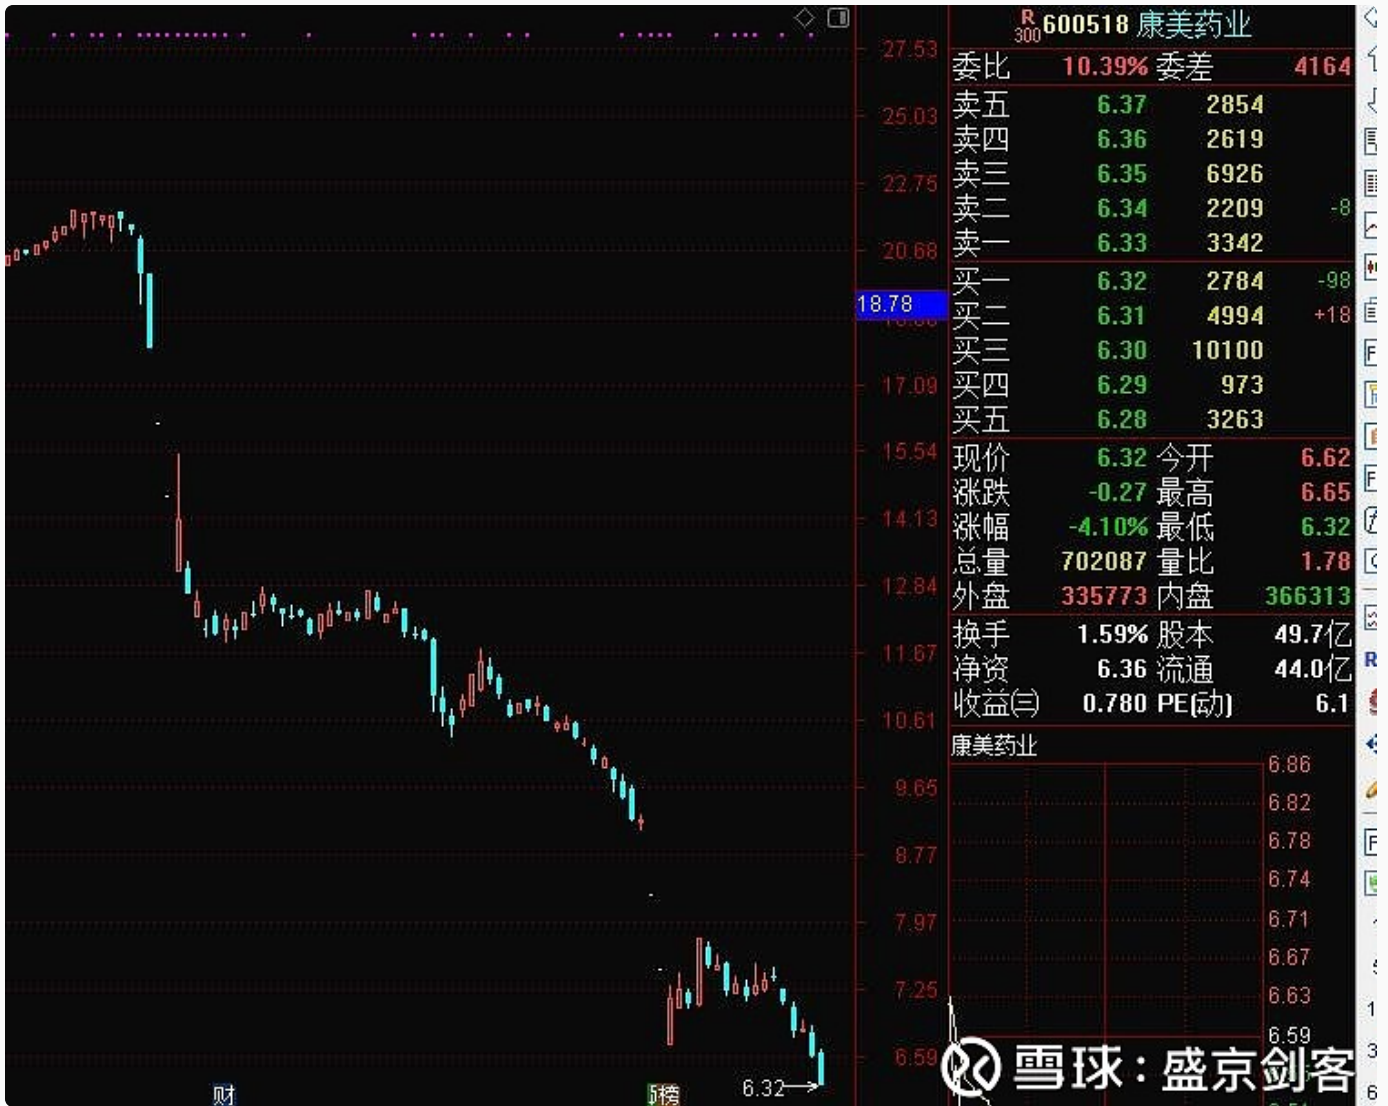 R
300 600518 康美药业
委比 10.39% 委差 4164
卖五 6.37 2854
卖四 6.36 2619
卖三 6.35 6926
卖二 6.34 2209 -8
卖一 6.33 3342
买一 6.32 2784 -98
买二 6.31 4994 +18
买三 6.30 10100
买四 6.29 973
买五 6.28 3263
现价 6.32 今开 6.62
涨跌 -0.27 最高 6.65
涨幅 -4.10% 最低 6.32
总量 702087 量比 1.78
外盘 335773 内盘 366313
换手 1.59% 股本 49.7亿
净资 6.36 流通 44.0亿
收益㈢ 0.780 PE(动) 6.1
康美药业
6.86
6.82
6.78
6.74
6.71
6.67
6.63
6.59
27.53
25.03
22.75
20.68
18.78
17.09
15.54
14.13
12.84
11.67
10.61
9.65
8.77
7.97
7.25
6.59
6.32
财
榜
雪球：盛京剑客